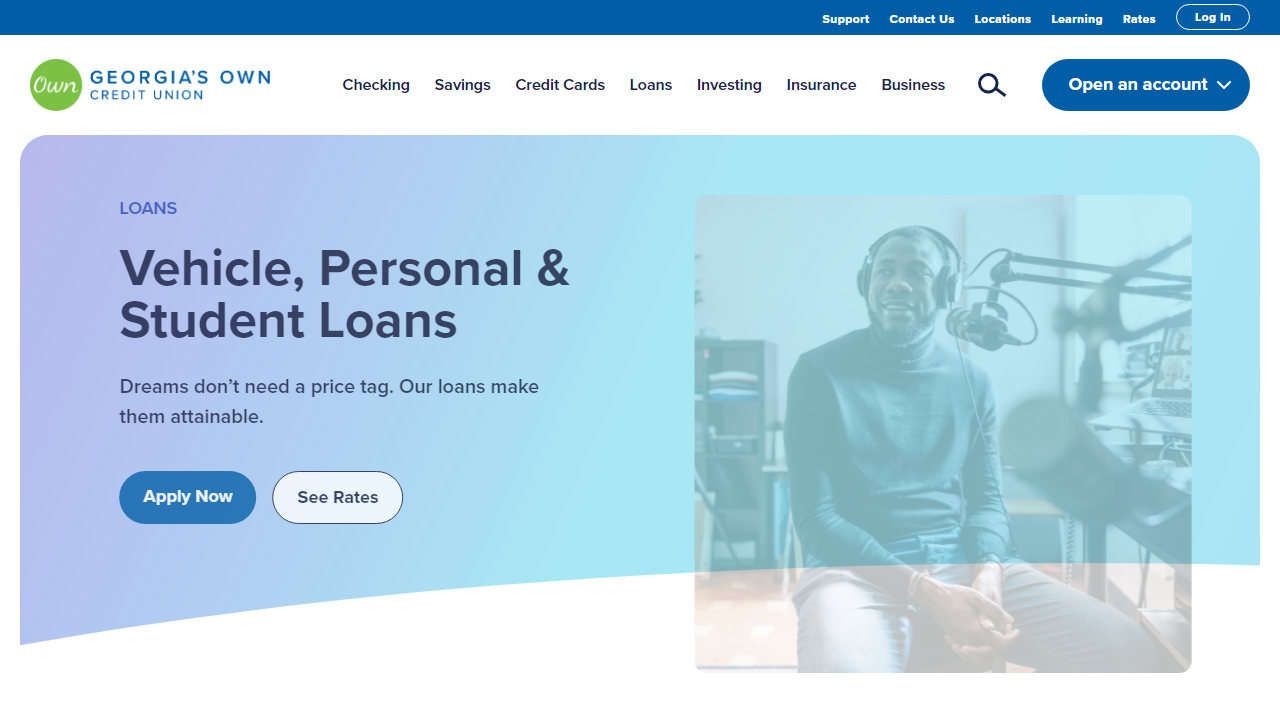 Support Contact Us Locations Learning Rates Log In
Own GEORGIA'S OWN
CREDIT UNION
Checking Savings Credit Cards Loans Investing Insurance Business Open an account
LOANS
Vehicle, Personal &
Student Loans
Dreams don’t need a price tag. Our loans make
them attainable.
Apply Now See Rates